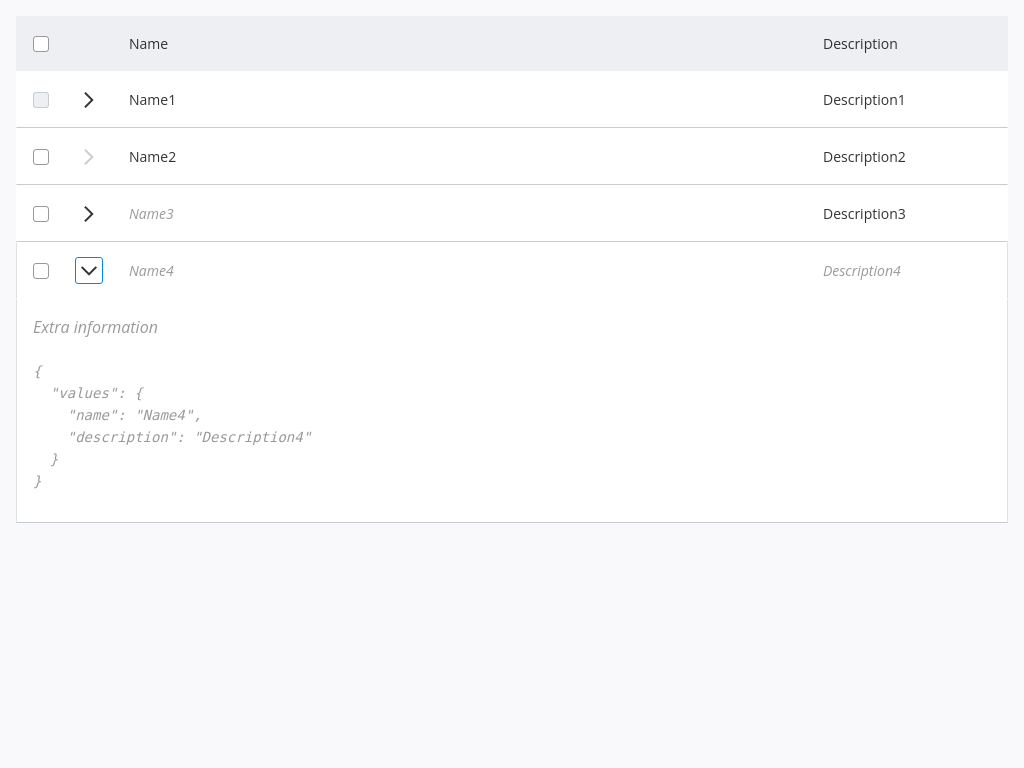 Name Description
Name1 Description1
Name2 Description2
Name3 Description3
Name4 Description4
Extra information
{
  "values": {
    "name": "Name4",
    "description": "Description4"
  }
}